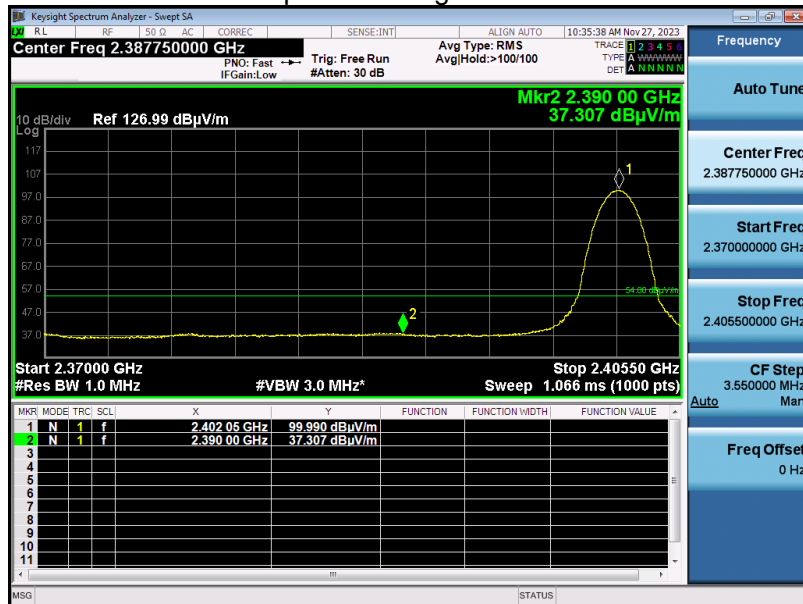 Keysight Spectrum Analyzer - Swept SA
LXI RL RF 50 Ω AC CORREC SENSE:INT ALIGN AUTO 10:35:38 AM Nov 27, 2023
Center Freq 2.387750000 GHz
PNO: Fast
IFGain:Low
Trig: Free Run
#Atten: 30 dB
Avg Type: RMS
Avg|Hold:>100/100
TRACE 1 2 3 4 5 6
TYPE A WWWWW
DET A N N N N N
Frequency
Mkr2 2.390 00 GHz
37.307 dBµV/m
10 dB/div Ref 126.99 dBµV/m
Log
117
107
97.0
87.0
77.0
67.0
57.0
47.0
37.0
1
2
54.00 dBµV/m
Start 2.37000 GHz Stop 2.40550 GHz
#Res BW 1.0 MHz #VBW 3.0 MHz* Sweep 1.066 ms (1000 pts)
MKR MODE TRC SCL X Y FUNCTION FUNCTION WIDTH FUNCTION VALUE
1 N 1 f 2.402 05 GHz 99.990 dBµV/m
2 N 1 f 2.390 00 GHz 37.307 dBµV/m
3
4
5
6
7
8
9
10
11
MSG STATUS
Auto Tune
Center Freq
2.387750000 GHz
Start Freq
2.370000000 GHz
Stop Freq
2.405500000 GHz
CF Step
3.550000 MHz
Auto Man
Freq Offset
0 Hz